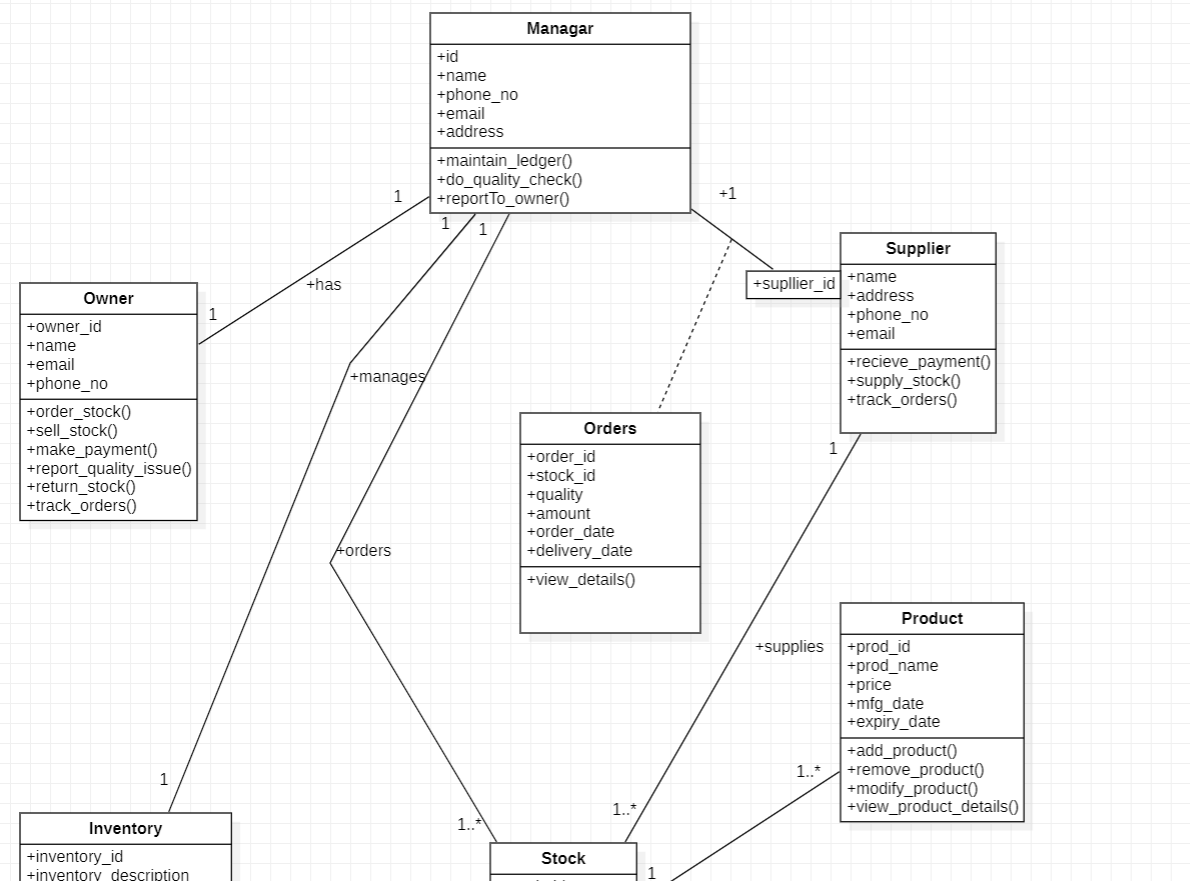 Managar
+id
+name
+phone_no
+email
+address
+maintain_ledger()
+do_quality_check()
+reportTo_owner()
1
1
1
+1
+has
1
Owner
+owner_id
+name
+email
+phone_no
+order_stock()
+sell_stock()
+make_payment()
+report_quality_issue()
+return_stock()
+track_orders()
+manages
+orders
+supllier_id
Supplier
+name
+address
+phone_no
+email
+recieve_payment()
+supply_stock()
+track_orders()
1
Orders
+order_id
+stock_id
+quality
+amount
+order_date
+delivery_date
+view_details()
+supplies
Product
+prod_id
+prod_name
+price
+mfg_date
+expiry_date
+add_product()
+remove_product()
+modify_product()
+view_product_details()
1..*
1
1..*
1..*
Inventory
+inventory_id
+inventory_description
Stock
1